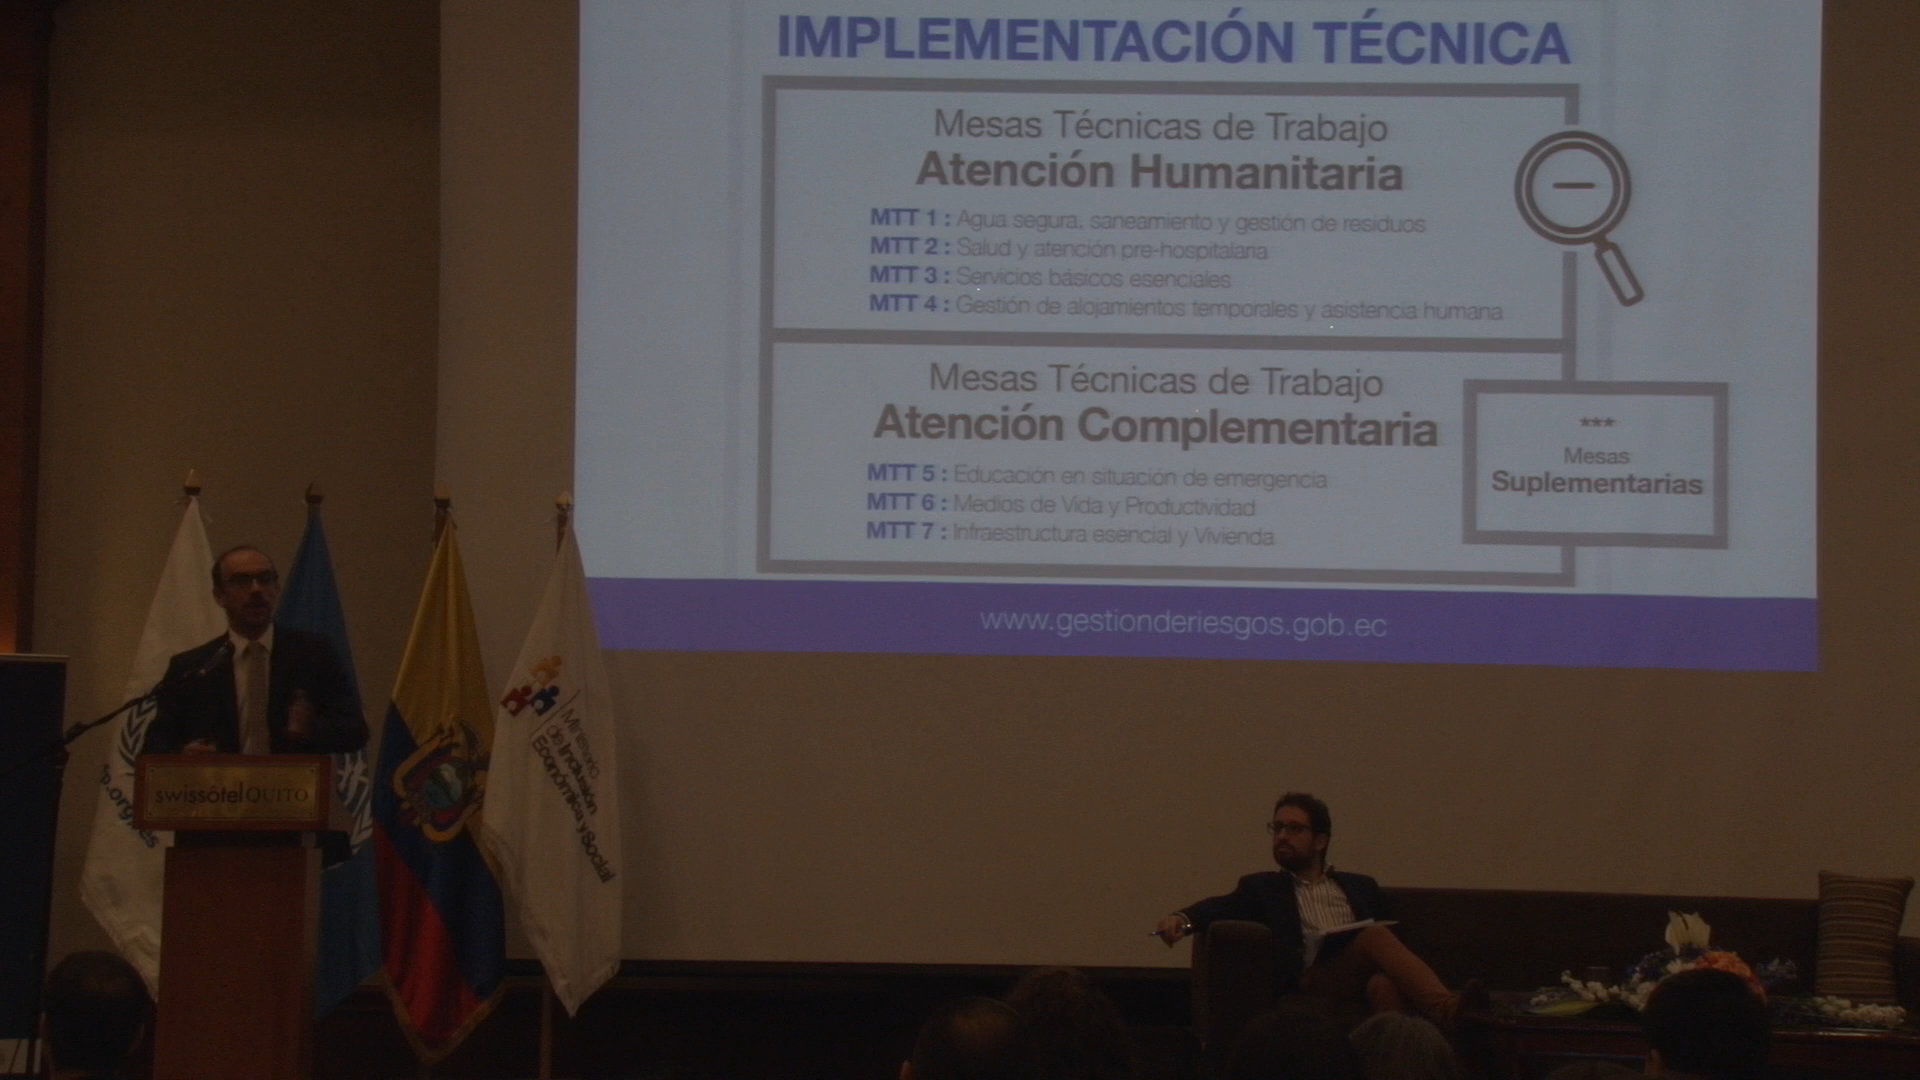 IMPLEMENTACIÓN TÉCNICA
Mesas Técnicas de Trabajo
Atención Humanitaria
MTT 1 : Agua segura, saneamiento y gestión de residuos
MTT 2 : Salud y atención pre-hospitalaria
MTT 3 : Servicios básicos esenciales
MTT 4 : Gestión de alojamientos temporales y asistencia humana
Mesas Técnicas de Trabajo
Atención Complementaria
MTT 5 : Educación en situación de emergencia
MTT 6 : Medios de Vida y Productividad
MTT 7 : Infraestructura esencial y Vivienda
***
Mesas
Suplementarias
www.gestionderiesgos.gob.ec
Ministerio
de Inclusión
Económica y Social
swissôtel QUITO
p.org/es